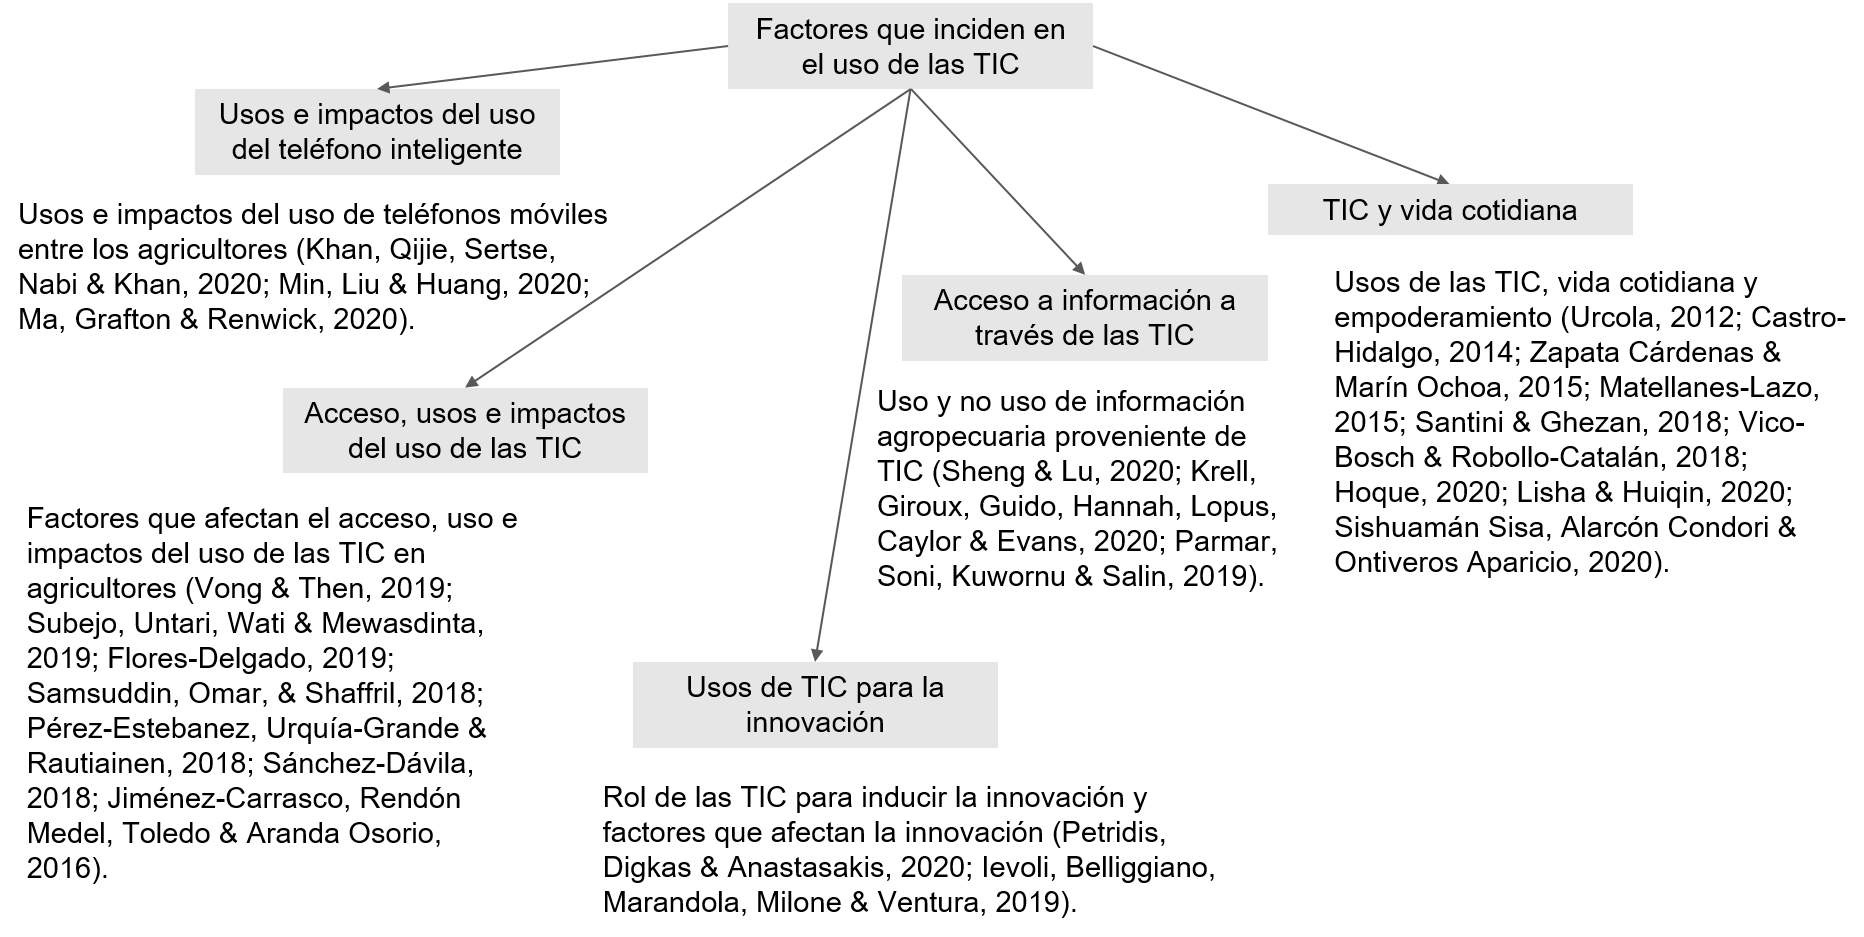 Factores que inciden en
el uso de las TIC
Usos e impactos del uso
del teléfono inteligente
Usos e impactos del uso de teléfonos móviles
entre los agricultores (Khan, Qijie, Sertse,
Nabi & Khan, 2020; Min, Liu & Huang, 2020;
Ma, Grafton & Renwick, 2020).
Acceso, usos e impactos
del uso de las TIC
Factores que afectan el acceso, uso e
impactos del uso de las TIC en
agricultores (Vong & Then, 2019;
Subejo, Untari, Wati & Mewasdinta,
2019; Flores-Delgado, 2019;
Samsuddin, Omar, & Shaffril, 2018;
Pérez-Estebanez, Urquía-Grande &
Rautiainen, 2018; Sánchez-Dávila,
2018; Jiménez-Carrasco, Rendón
Medel, Toledo & Aranda Osorio,
2016).
Usos de TIC para la
innovación
Rol de las TIC para inducir la innovación y
factores que afectan la innovación (Petridis,
Digkas & Anastasakis, 2020; Ievoli, Belliggiano,
Marandola, Milone & Ventura, 2019).
Acceso a información a
través de las TIC
Uso y no uso de información
agropecuaria proveniente de
TIC (Sheng & Lu, 2020; Krell,
Giroux, Guido, Hannah, Lopus,
Caylor & Evans, 2020; Parmar,
Soni, Kuwornu & Salin, 2019).
TIC y vida cotidiana
Usos de las TIC, vida cotidiana y
empoderamiento (Urcola, 2012; Castro-
Hidalgo, 2014; Zapata Cárdenas &
Marín Ochoa, 2015; Matellanes-Lazo,
2015; Santini & Ghezan, 2018; Vico-
Bosch & Robollo-Catalán, 2018;
Hoque, 2020; Lisha & Huiqin, 2020;
Sishuamán Sisa, Alarcón Condori &
Ontiveros Aparicio, 2020).